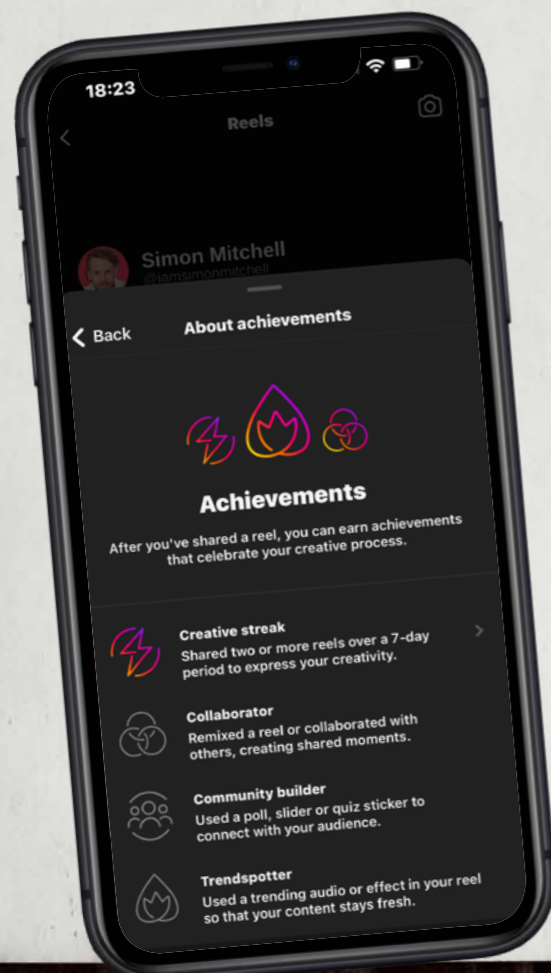 18:23
Reels
Simon Mitchell
@iamsimonmitchell
Back
About achievements
Achievements
After you've shared a reel, you can earn achievements
that celebrate your creative process.
Creative streak
Shared two or more reels over a 7-day
period to express your creativity.
Collaborator
Remixed a reel or collaborated with
others, creating shared moments.
Community builder
Used a poll, slider or quiz sticker to
connect with your audience.
Trendspotter
Used a trending audio or effect in your reel
so that your content stays fresh.